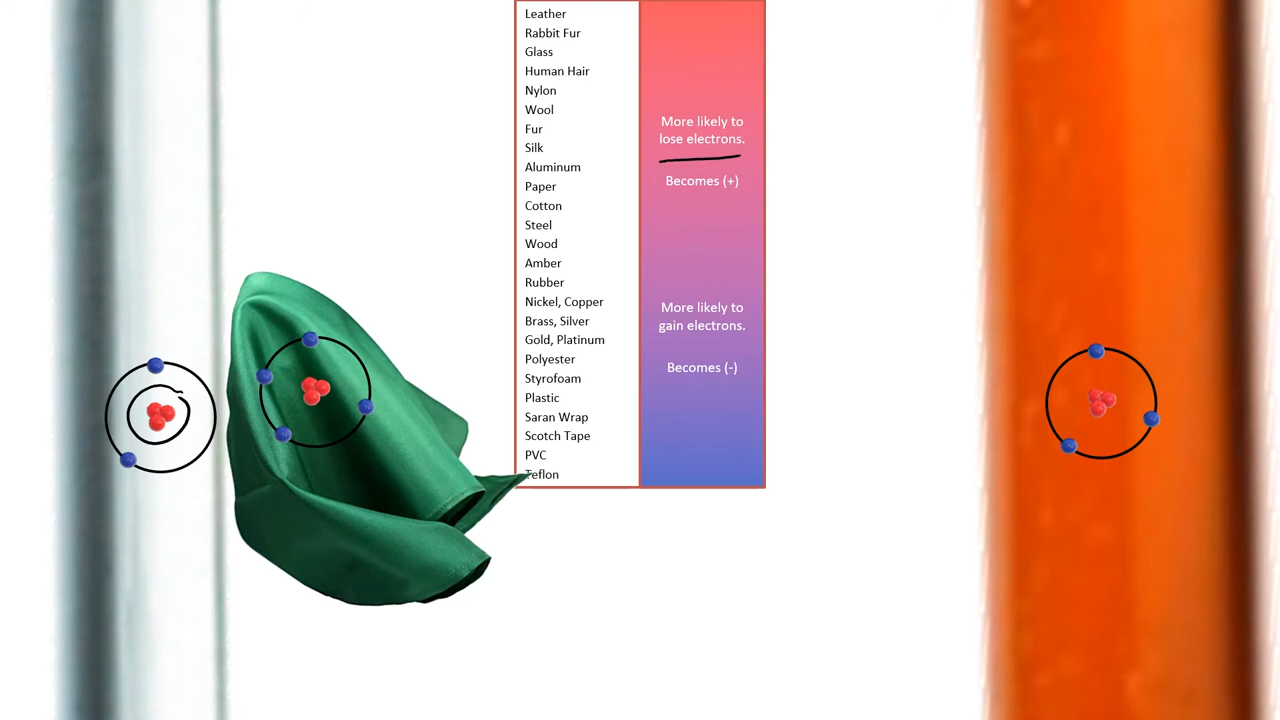 Leather
Rabbit Fur
Glass
Human Hair
Nylon
Wool
Fur
Silk
Aluminum
Paper
Cotton
Steel
Wood
Amber
Rubber
Nickel, Copper
Brass, Silver
Gold, Platinum
Polyester
Styrofoam
Plastic
Saran Wrap
Scotch Tape
PVC
Teflon
More likely to
lose electrons.
Becomes (+)
More likely to
gain electrons.
Becomes (-)